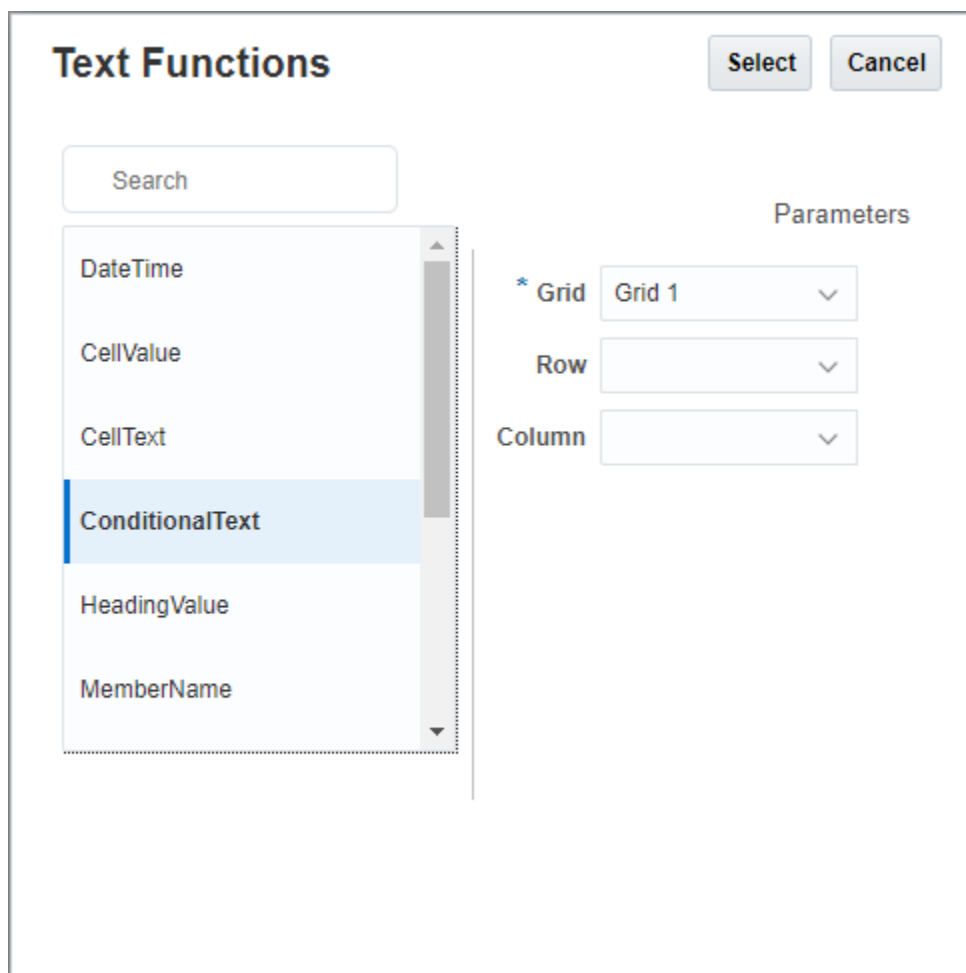 Text Functions
Select
Cancel
Search
DateTime
CellValue
CellText
ConditionalText
HeadingValue
MemberName
Parameters
* Grid
Grid 1
Row
Column